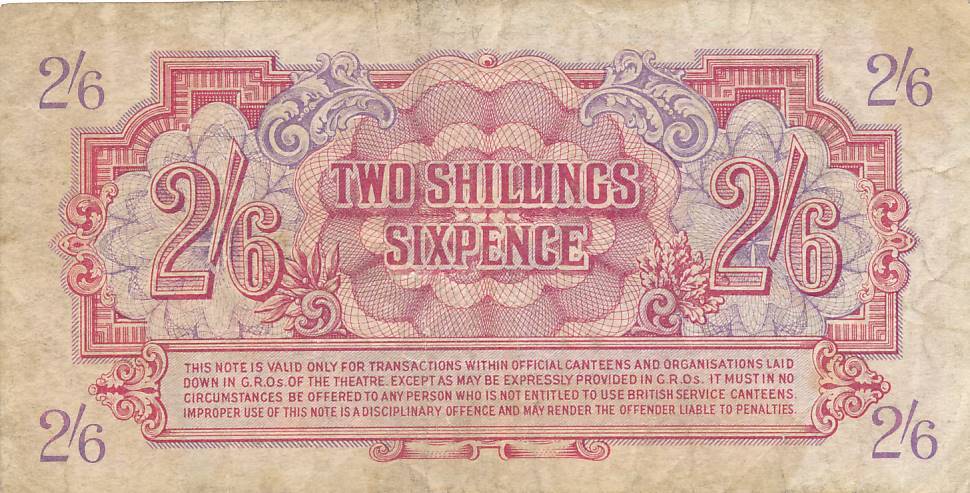 2/6 2/6
2/6 TWO SHILLINGS 2/6
SIXPENCE
THIS NOTE IS VALID ONLY FOR TRANSACTIONS WITHIN OFFICIAL CANTEENS AND ORGANISATIONS LAID
DOWN IN G.R.Os. OF THE THEATRE. EXCEPT AS MAY BE EXPRESSLY PROVIDED IN G.R.Os. IT MUST IN NO
CIRCUMSTANCES BE OFFERED TO ANY PERSON WHO IS NOT ENTITLED TO USE BRITISH SERVICE CANTEENS.
IMPROPER USE OF THIS NOTE IS A DISCIPLINARY OFFENCE AND MAY RENDER THE OFFENDER LIABLE TO PENALTIES.
2/6 2/6